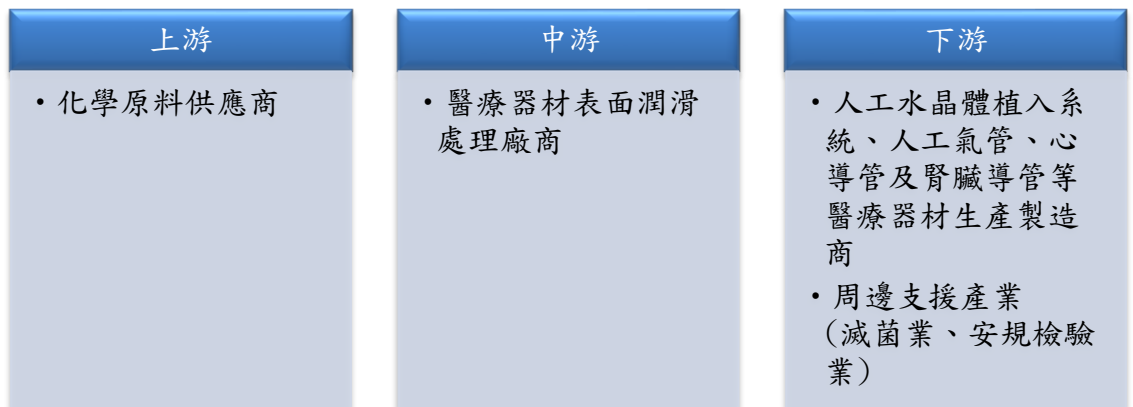 上游
・化學原料供應商
中游
・醫療器材表面潤滑
處理廠商
下游
・人工水晶體植入系
統、人工氣管、心
導管及腎臟導管等
醫療器材生產製造
商
・周邊支援產業
(滅菌業、安規檢驗
業)